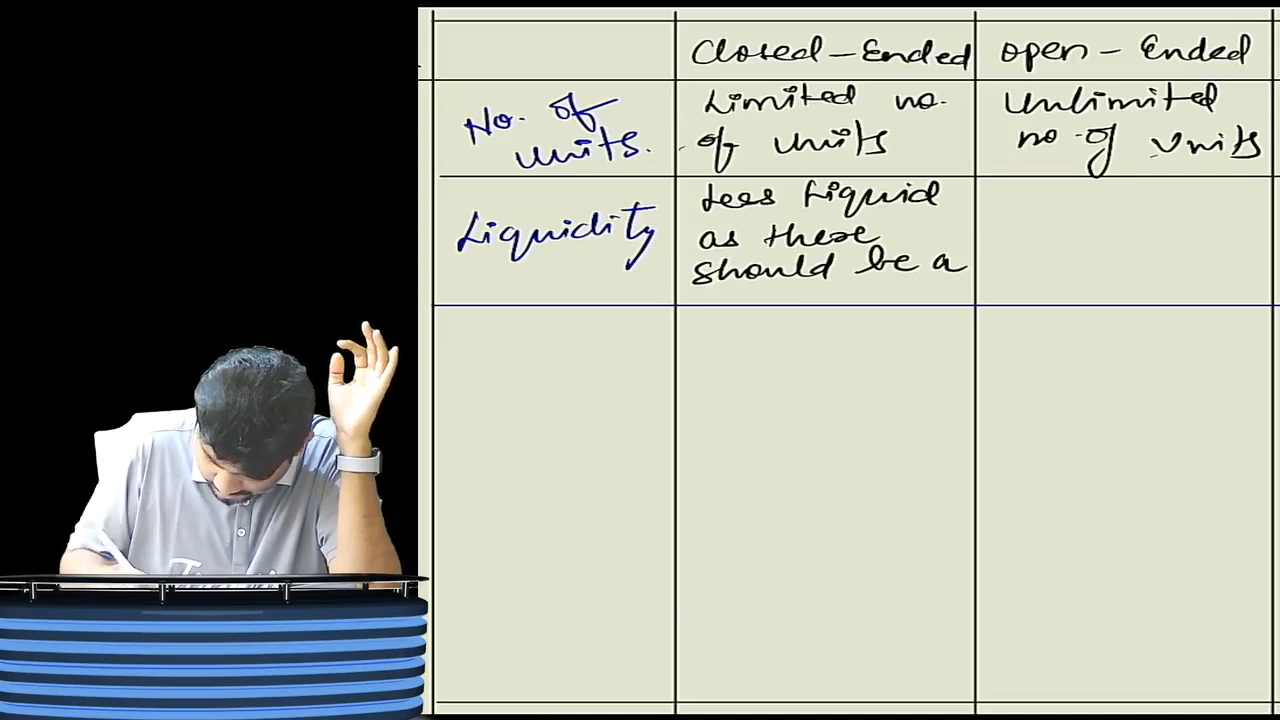 Closed-Ended open-Ended
No. of units. Limited no. of units Unlimited no of Units
Liquidity Less Liquid as there should be a